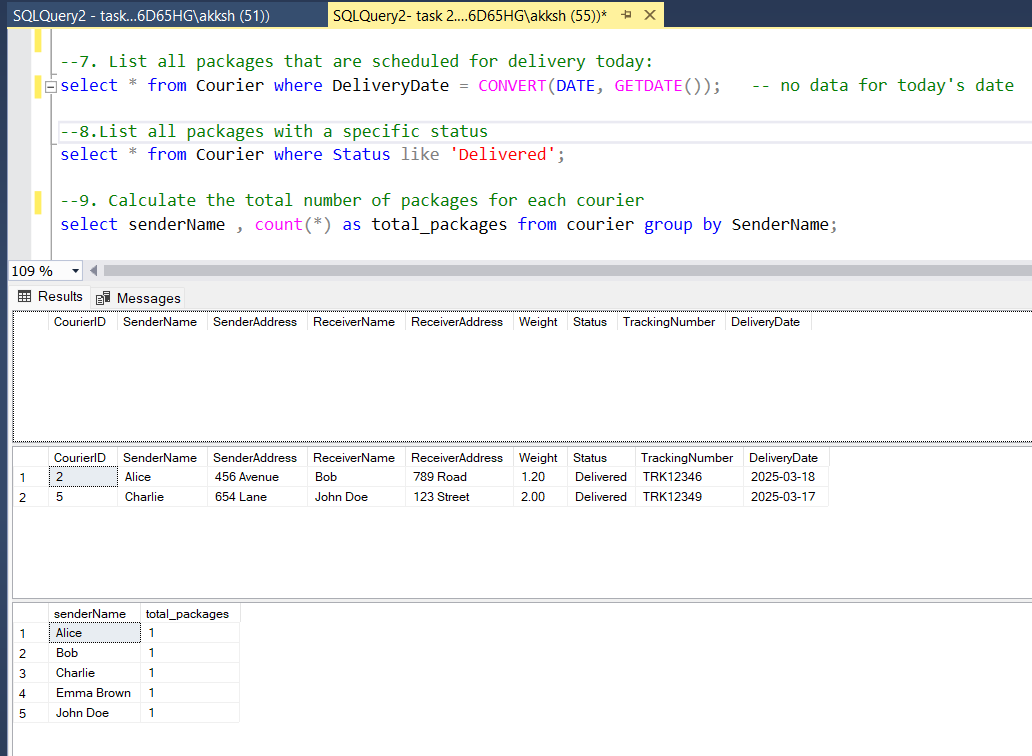 SQLQuery2 - task...6D65HG\akksh (51))
SQLQuery2- task 2....6D65HG\akksh (55))*
--7. List all packages that are scheduled for delivery today:
select * from Courier where DeliveryDate = CONVERT(DATE, GETDATE()); -- no data for today's date
--8.List all packages with a specific status
select * from Courier where Status like 'Delivered';
--9. Calculate the total number of packages for each courier
select senderName , count(*) as total_packages from courier group by SenderName;
109 %
Results Messages
CourierID SenderName SenderAddress ReceiverName ReceiverAddress Weight Status TrackingNumber DeliveryDate
CourierID SenderName SenderAddress ReceiverName ReceiverAddress Weight Status TrackingNumber DeliveryDate
1 2 Alice 456 Avenue Bob 789 Road 1.20 Delivered TRK12346 2025-03-18
2 5 Charlie 654 Lane John Doe 123 Street 2.00 Delivered TRK12349 2025-03-17
senderName total_packages
1 Alice 1
2 Bob 1
3 Charlie 1
4 Emma Brown 1
5 John Doe 1